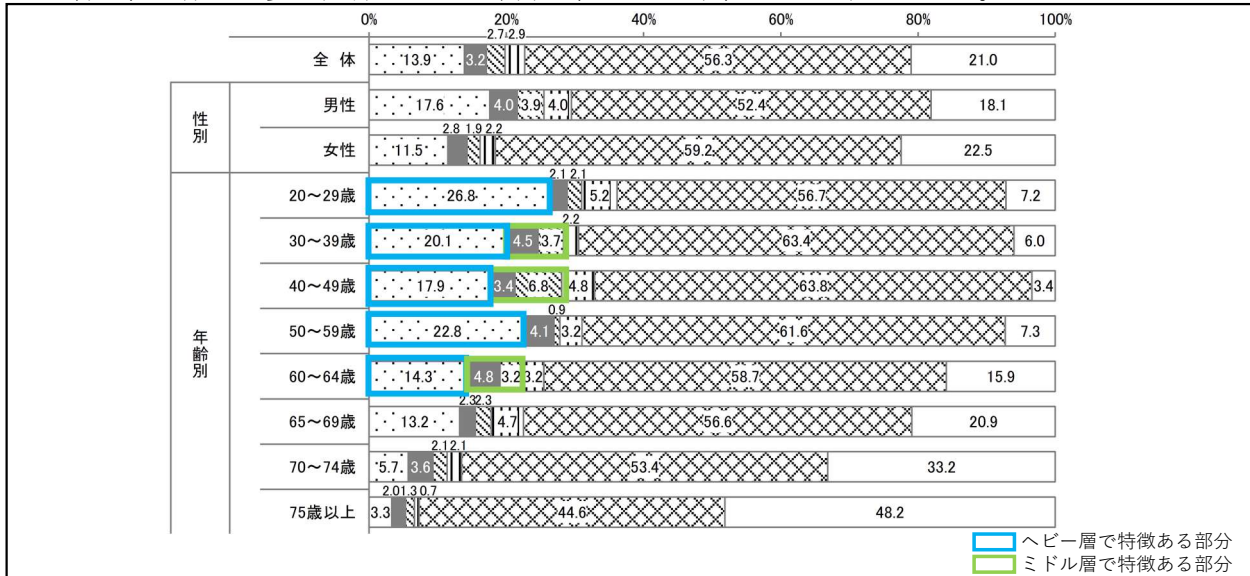 0% 20% 40% 60% 80% 100%
2.7 2.9
全 体 13.9 3.2 56.3 21.0
性別
男性 17.6 4.0 3.9 4.0 52.4 18.1
2.8 1.9 2.2
女性 11.5 59.2 22.5
年齢別
2.1 2.1
20～29歳 26.8 5.2 56.7 7.2
2.2
30～39歳 20.1 4.5 3.7 63.4 6.0
40～49歳 17.9 3.4 6.8 4.8 63.8 3.4
0.9
50～59歳 22.8 4.1 3.2 61.6 7.3
60～64歳 14.3 4.8 3.2 3.2 58.7 15.9
2.3 2.3
65～69歳 13.2 4.7 56.6 20.9
2.1 2.1
70～74歳 5.7 3.6 53.4 33.2
2.0 1.3 0.7
75歳以上 3.3 44.6 48.2
ヘビー層で特徴ある部分
ミドル層で特徴ある部分